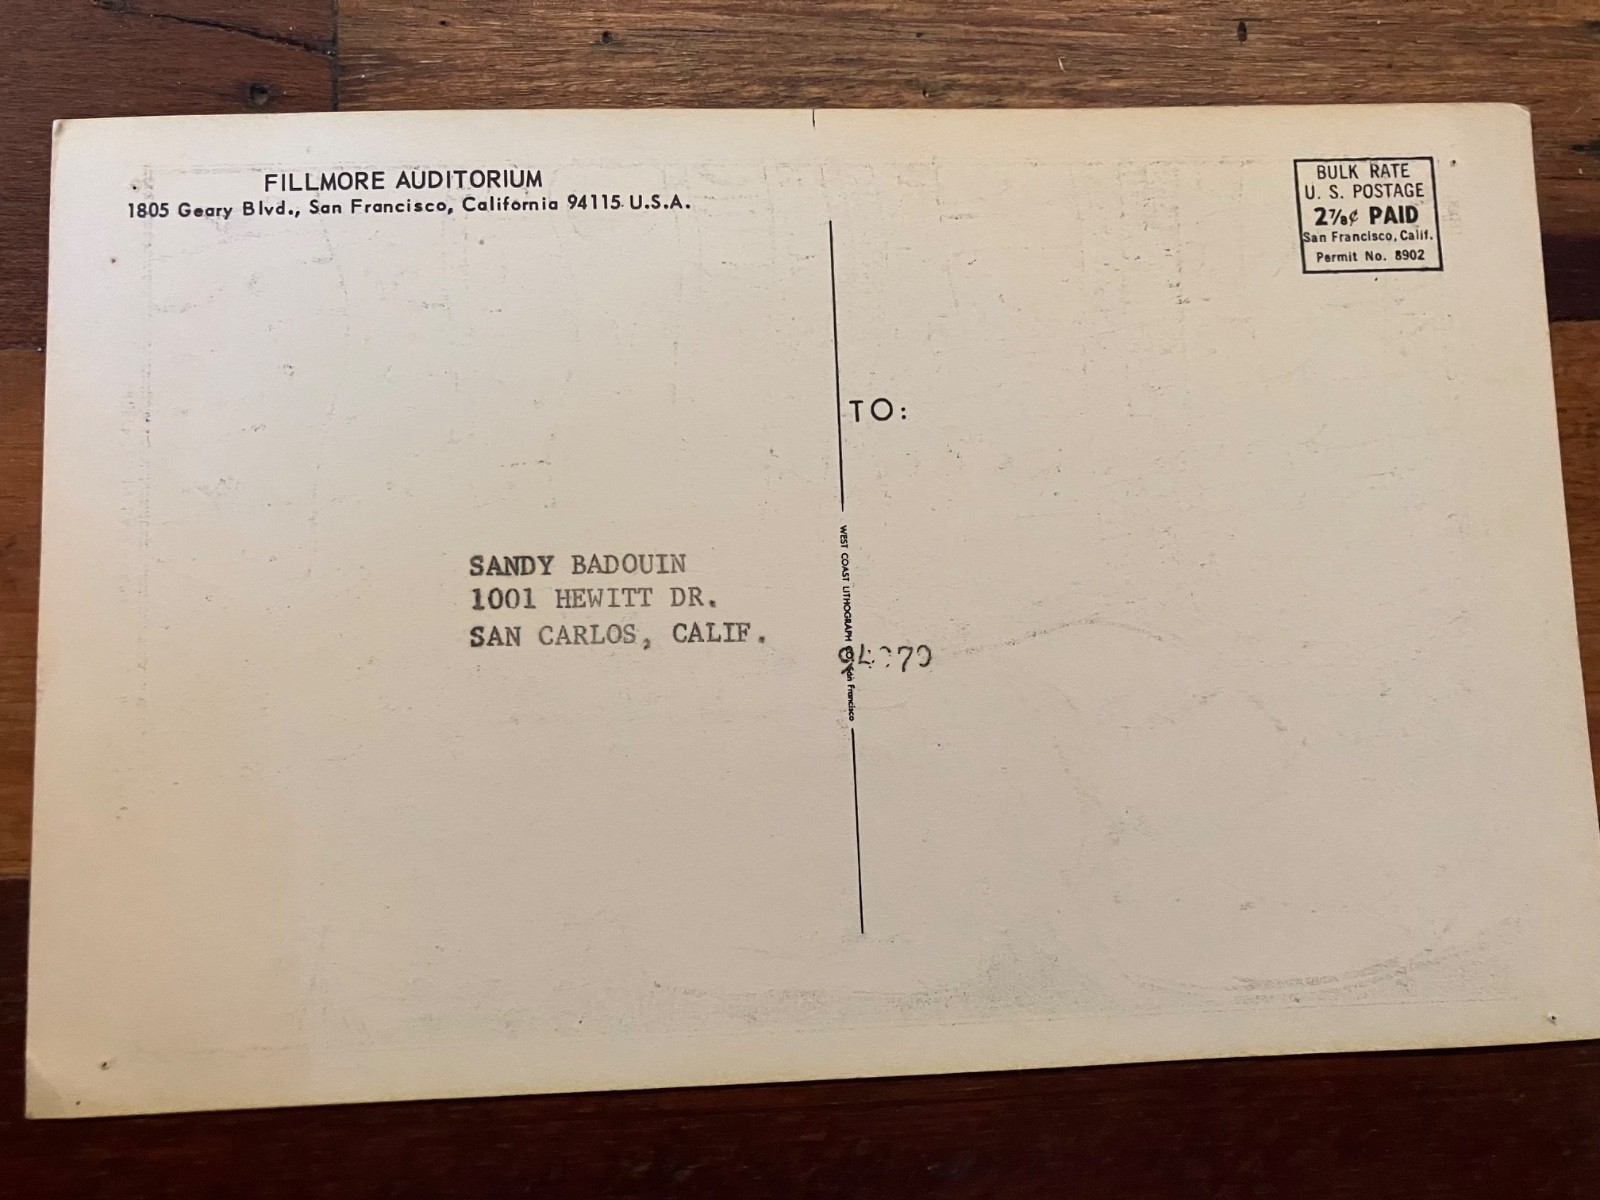 FILLMORE AUDITORIUM
1805 Geary Blvd., San Francisco, California 94115 U.S.A.
BULK RATE
U. S. POSTAGE
2⅞¢ PAID
San Francisco, Calif.
Permit No. 8902
TO:
SANDY BADOUIN
1001 HEWITT DR.
SAN CARLOS, CALIF.
WEST COAST LITHOGRAPH CO., San Francisco